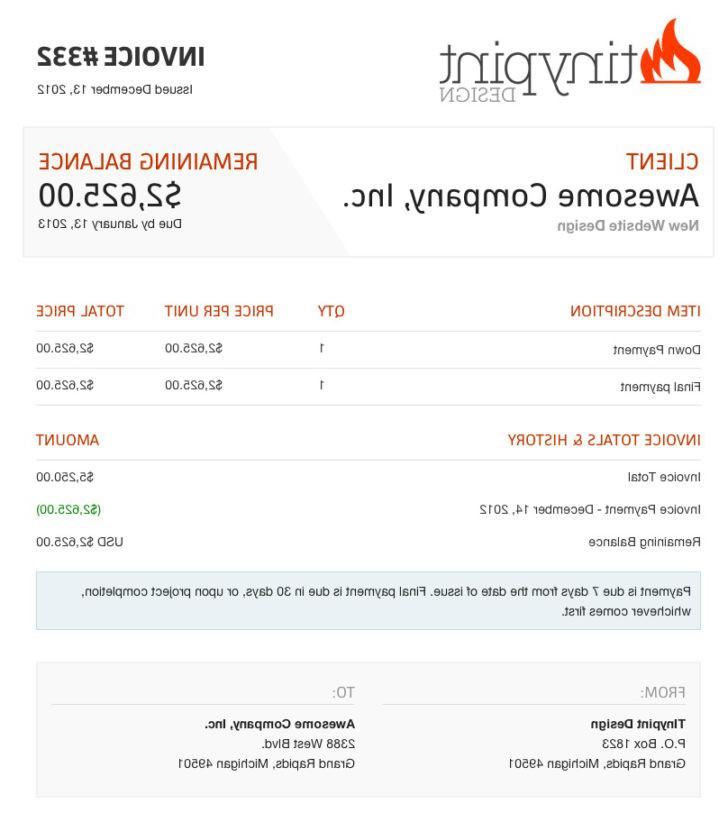 tinypint
DESIGN
INVOICE #332
Issued December 13, 2012
CLIENT
Awesome Company, Inc.
New Website Design
REMAINING BALANCE
$2,625.00
Due by January 13, 2013
ITEM DESCRIPTION QTY PRICE PER UNIT TOTAL PRICE
Down Payment 1 $2,625.00 $2,625.00
Final payment 1 $2,625.00 $2,625.00
INVOICE TOTALS & HISTORY AMOUNT
Invoice Total $5,250.00
Invoice Payment - December 14, 2012 ($2,625.00)
Remaining Balance USD $2,625.00
Payment is due 7 days from the date of issue. Final payment is due in 30 days, or upon project completion,
whichever comes first.
FROM:
TInypint Design
P.O. Box 1823
Grand Rapids, Michigan 49501
TO:
Awesome Company, Inc.
2388 West Blvd.
Grand Rapids, Michigan 49501